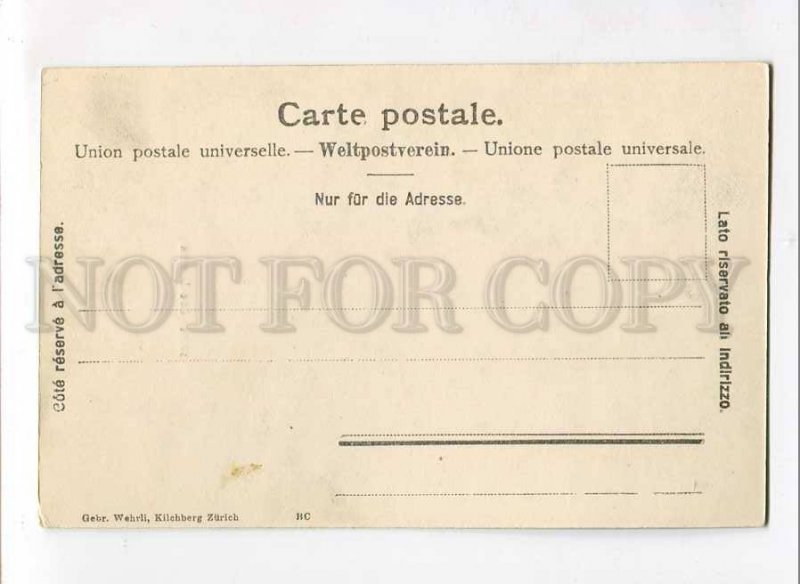 Carte postale.
Union postale universelle. — Weltpostverein. — Unione postale universale.
Nur für die Adresse.
Côté réservé à l'adresse.
Lato riservato all indirizzo.
NOT FOR COPY
Gebr. Wehrli, Kilchberg Zürich BC